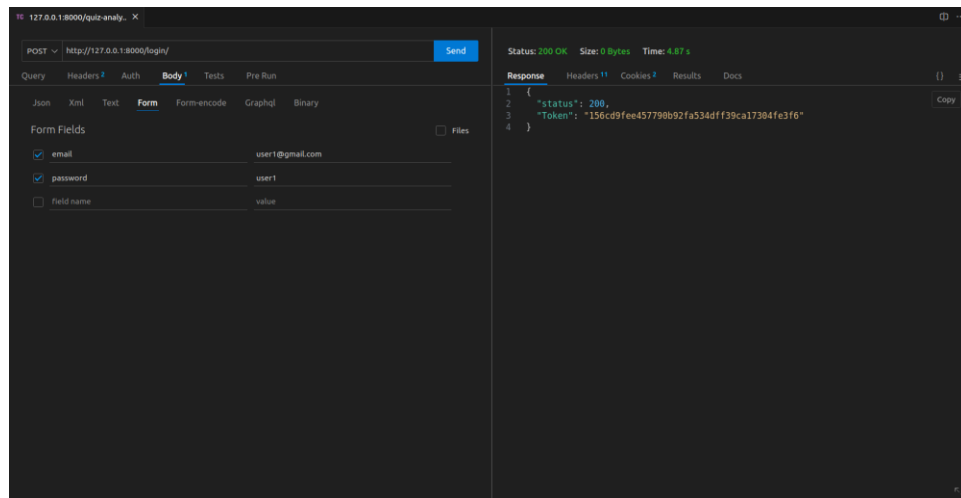 TC 127.0.0.1:8000/quiz-analy.. ×
POST http://127.0.0.1:8000/login/ Send
Query Headers 2 Auth Body 1 Tests Pre Run
Json Xml Text Form Form-encode Graphql Binary
Form Fields Files
email user1@gmail.com
password user1
field name value
Status: 200 OK Size: 0 Bytes Time: 4.87 s
Response Headers 11 Cookies 2 Results Docs {}
Copy
1 {
2 "status": 200,
3 "Token": "156cd9fee457790b92fa534dff39ca17304fe3f6"
4 }